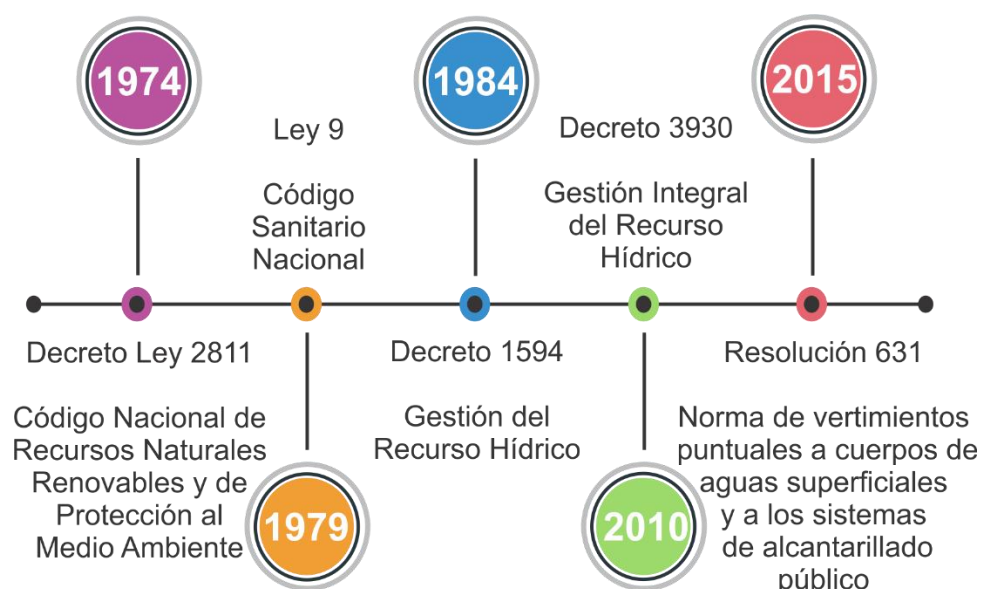 1974
Decreto Ley 2811
Código Nacional de
Recursos Naturales
Renovables y de
Protección al
Medio Ambiente
Ley 9
Código
Sanitario
Nacional
1979
1984
Decreto 1594
Gestión del
Recurso Hídrico
Decreto 3930
Gestión Integral
del Recurso
Hídrico
2010
2015
Resolución 631
Norma de vertimientos
puntuales a cuerpos de
aguas superficiales
y a los sistemas
de alcantarillado
público